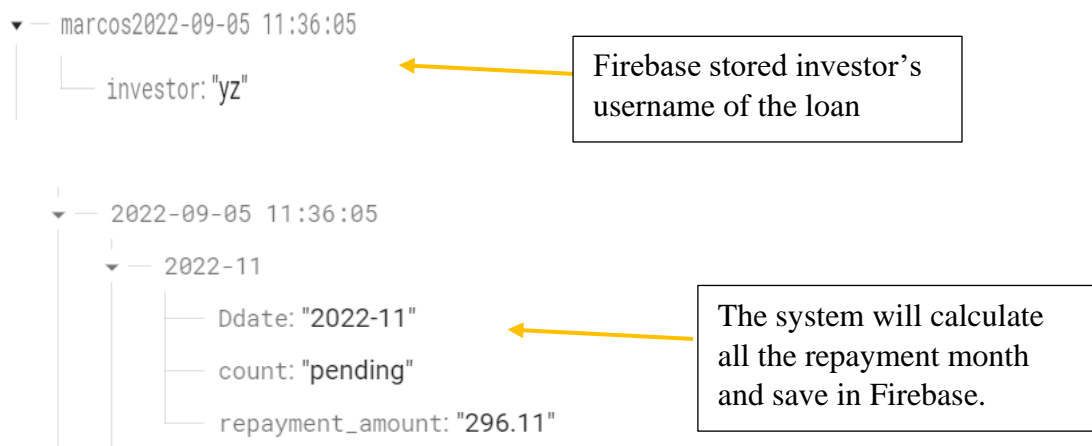 marcos2022-09-05 11:36:05
investor: "yz"
Firebase stored investor's
username of the loan
2022-09-05 11:36:05
2022-11
Ddate: "2022-11"
count: "pending"
repayment_amount: "296.11"
The system will calculate
all the repayment month
and save in Firebase.